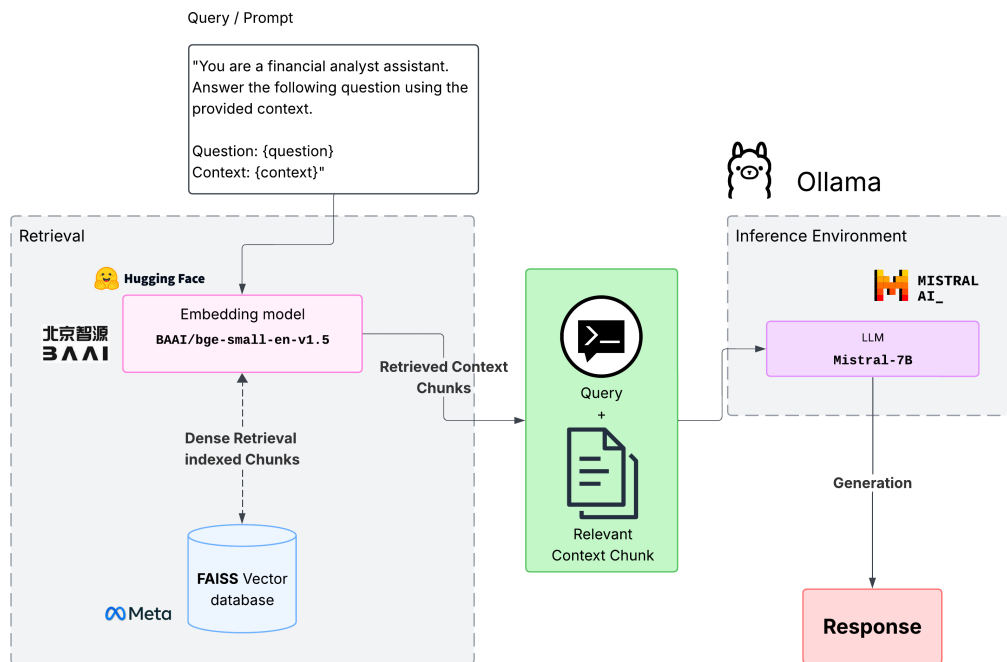 Query / Prompt
"You are a financial analyst assistant.
Answer the following question using the
provided context.
Question: {question}
Context: {context}"
Ollama
Retrieval
Inference Environment
Hugging Face
MISTRAL
AI_
Embedding model
BAAI/bge-small-en-v1.5
北京智源
BAAI
LLM
Mistral-7B
Retrieved Context
Chunks
Query
+
Dense Retrieval
indexed Chunks
Generation
Relevant
Context Chunk
FAISS Vector
database
Meta
Response